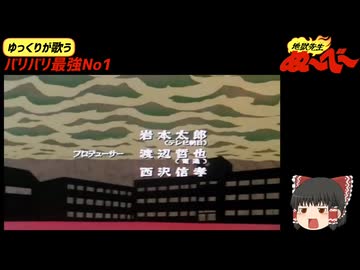 ゆっくりが歌う
バリバリ最強No1
地獄先生
ぬ〜べ〜
岩本太郎
(テレビ朝日)
プロデューサー 渡辺哲也
(電通)
西沢信孝